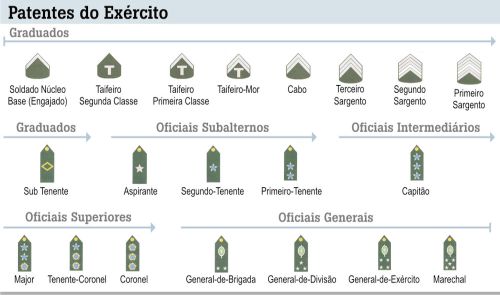 Patentes do Exército
Graduados
Soldado Núcleo
Base (Engajado)
Taifeiro
Segunda Classe
Taifeiro
Primeira Classe
Taifeiro-Mor
Cabo
Terceiro
Sargento
Segundo
Sargento
Primeiro
Sargento
Graduados
Oficiais Subalternos
Oficiais Intermediários
Sub Tenente
Aspirante
Segundo-Tenente
Primeiro-Tenente
Capitão
Oficiais Superiores
Oficiais Generais
Major
Tenente-Coronel
Coronel
General-de-Brigada
General-de-Divisão
General-de-Exército
Marechal